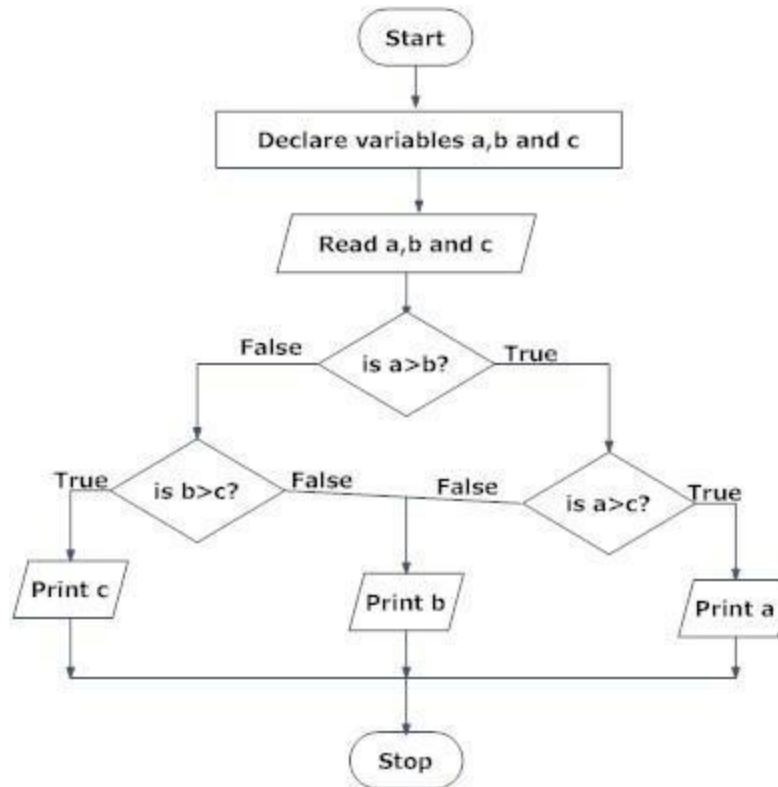 Start
Declare variables a,b and c
Read a,b and c
False
is a>b?
True
True
is b>c?
False
False
is a>c?
True
Print c
Print b
Print a
Stop